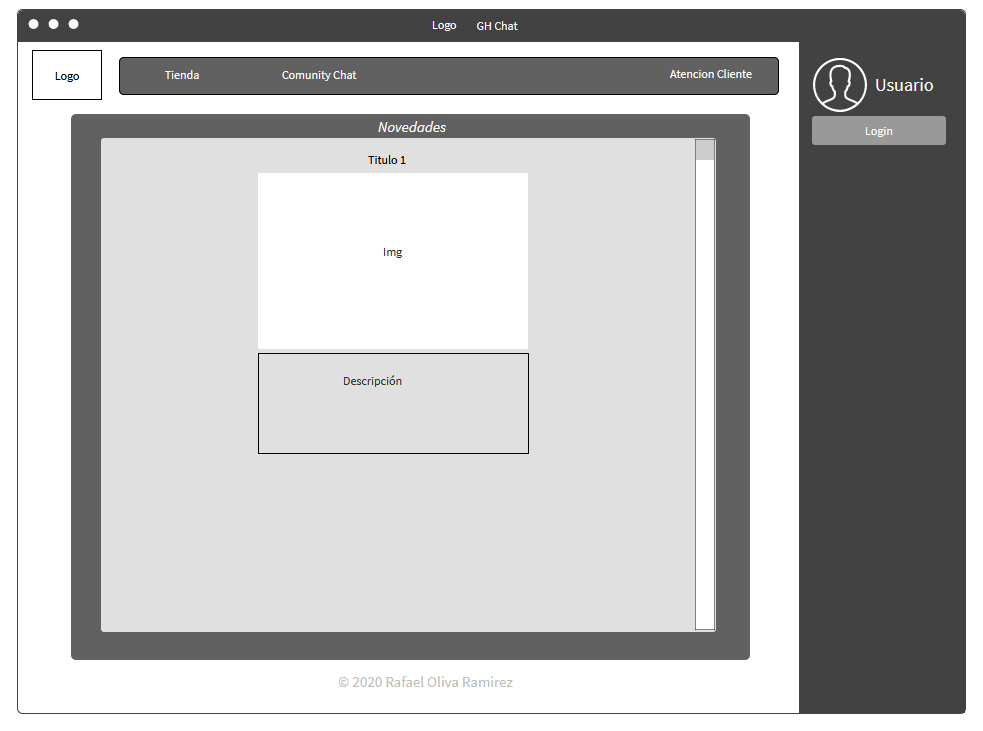 Logo GH Chat
Logo
Tienda Comunity Chat Atencion Cliente
Usuario
Login
Novedades
Titulo 1
Img
Descripción
© 2020 Rafael Oliva Ramirez